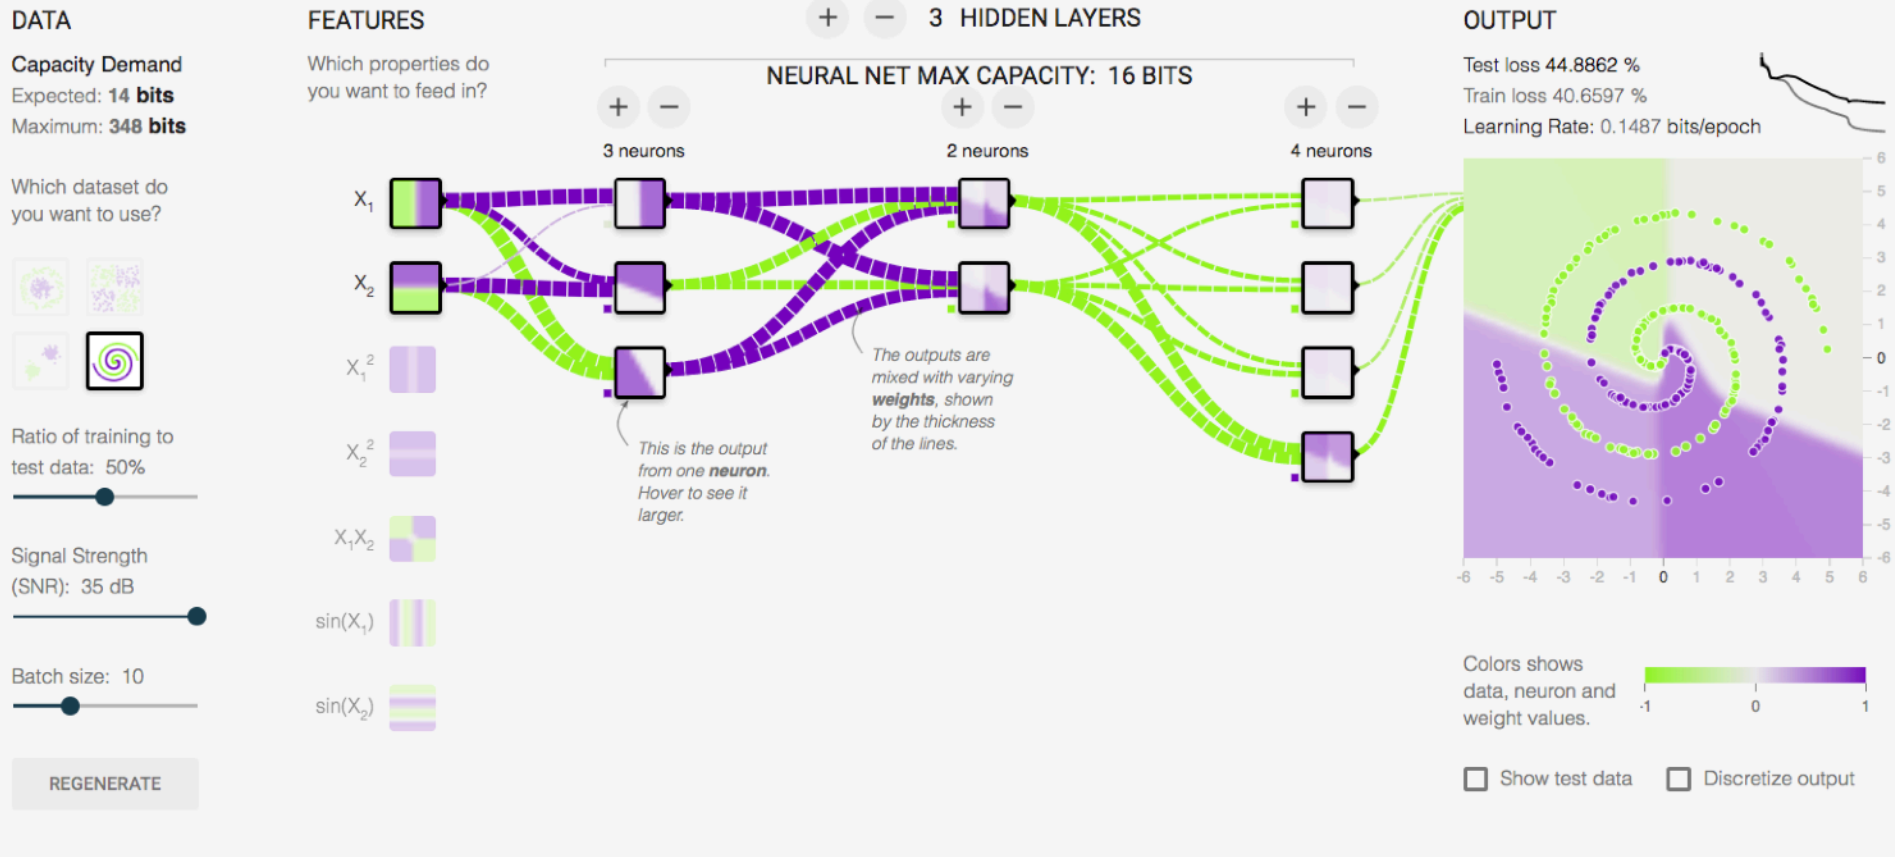 DATA
Capacity Demand
Expected: 14 bits
Maximum: 348 bits
Which dataset do
you want to use?
Ratio of training to
test data: 50%
Signal Strength
(SNR): 35 dB
Batch size: 10
REGENERATE
FEATURES
Which properties do
you want to feed in?
X1
X2
X1²
X2²
X1X2
sin(X1)
sin(X2)
+ − 3 HIDDEN LAYERS
NEURAL NET MAX CAPACITY: 16 BITS
+ − + − + −
3 neurons 2 neurons 4 neurons
The outputs are
mixed with varying
weights, shown
by the thickness
of the lines.
This is the output
from one neuron.
Hover to see it
larger.
OUTPUT
Test loss 44.8862 %
Train loss 40.6597 %
Learning Rate: 0.1487 bits/epoch
6
5
4
3
2
1
0
-1
-2
-3
-4
-5
-6
-6 -5 -4 -3 -2 -1 0 1 2 3 4 5 6
Colors shows
data, neuron and
weight values.
-1 0 1
Show test data Discretize output